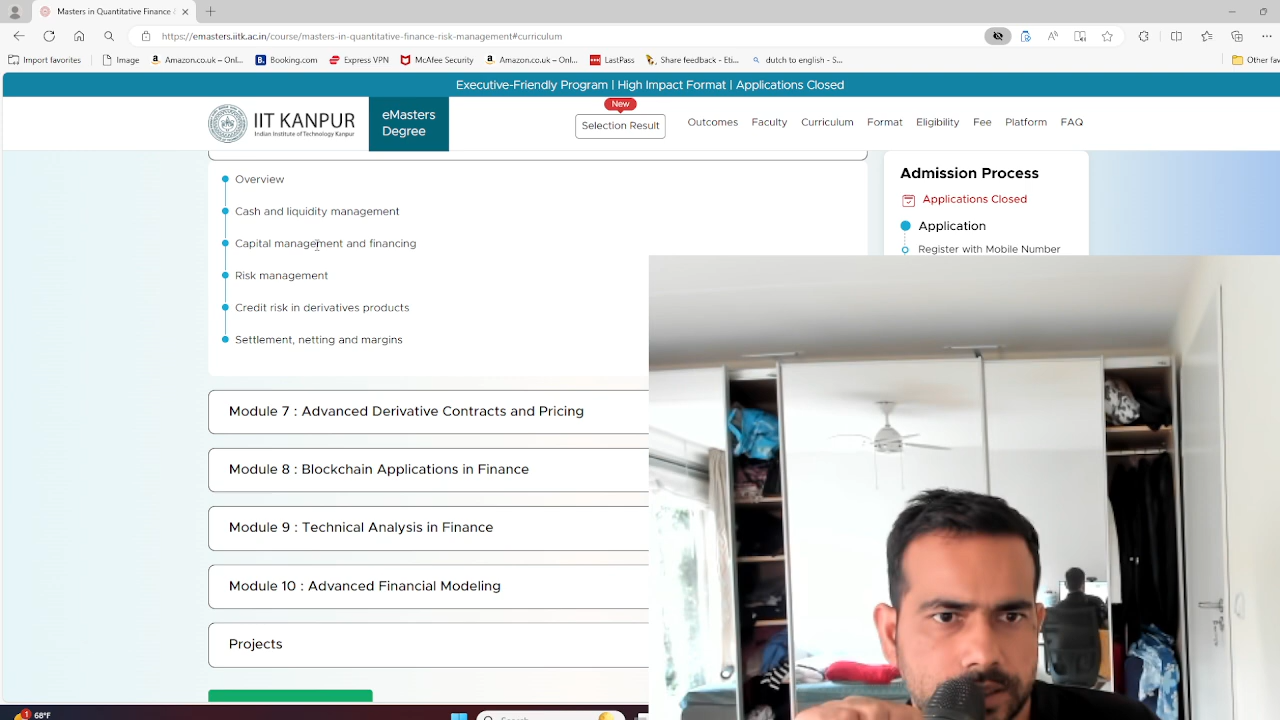 Masters in Quantitative Finance
https://emasters.iitk.ac.in/course/masters-in-quantitative-finance-risk-management#curriculum
Import favorites
Image
Amazon.co.uk – Onl...
Booking.com
Express VPN
McAfee Security
Amazon.co.uk – Onl...
LastPass
Share feedback - Eti...
dutch to english - S...
Other fav
Executive-Friendly Program | High Impact Format | Applications Closed
IIT KANPUR
Indian Institute of Technology Kanpur
eMasters
Degree
New
Selection Result
Outcomes
Faculty
Curriculum
Format
Eligibility
Fee
Platform
FAQ
Overview
Cash and liquidity management
Capital management and financing
Risk management
Credit risk in derivatives products
Settlement, netting and margins
Module 7 : Advanced Derivative Contracts and Pricing
Module 8 : Blockchain Applications in Finance
Module 9 : Technical Analysis in Finance
Module 10 : Advanced Financial Modeling
Projects
Admission Process
Applications Closed
Application
Register with Mobile Number
1
68°F
Search